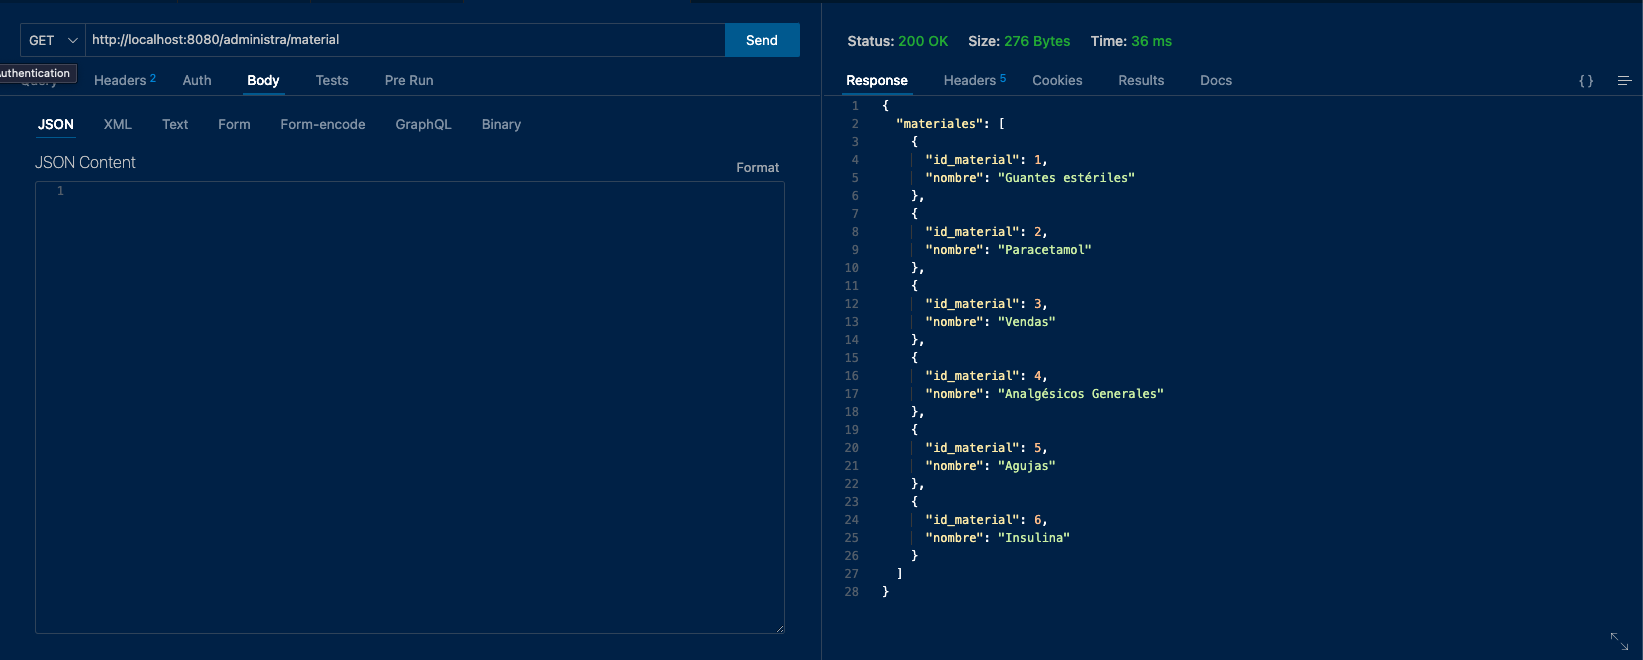 GET http://localhost:8080/administra/material Send
uthentication
Headers 2 Auth Body Tests Pre Run
JSON XML Text Form Form-encode GraphQL Binary
JSON Content
Format
1
Status: 200 OK Size: 276 Bytes Time: 36 ms
Response Headers 5 Cookies Results Docs { }
1 {
2 "materiales": [
3 {
4 "id_material": 1,
5 "nombre": "Guantes estériles"
6 },
7 {
8 "id_material": 2,
9 "nombre": "Paracetamol"
10 },
11 {
12 "id_material": 3,
13 "nombre": "Vendas"
14 },
15 {
16 "id_material": 4,
17 "nombre": "Analgésicos Generales"
18 },
19 {
20 "id_material": 5,
21 "nombre": "Agujas"
22 },
23 {
24 "id_material": 6,
25 "nombre": "Insulina"
26 }
27 ]
28 }